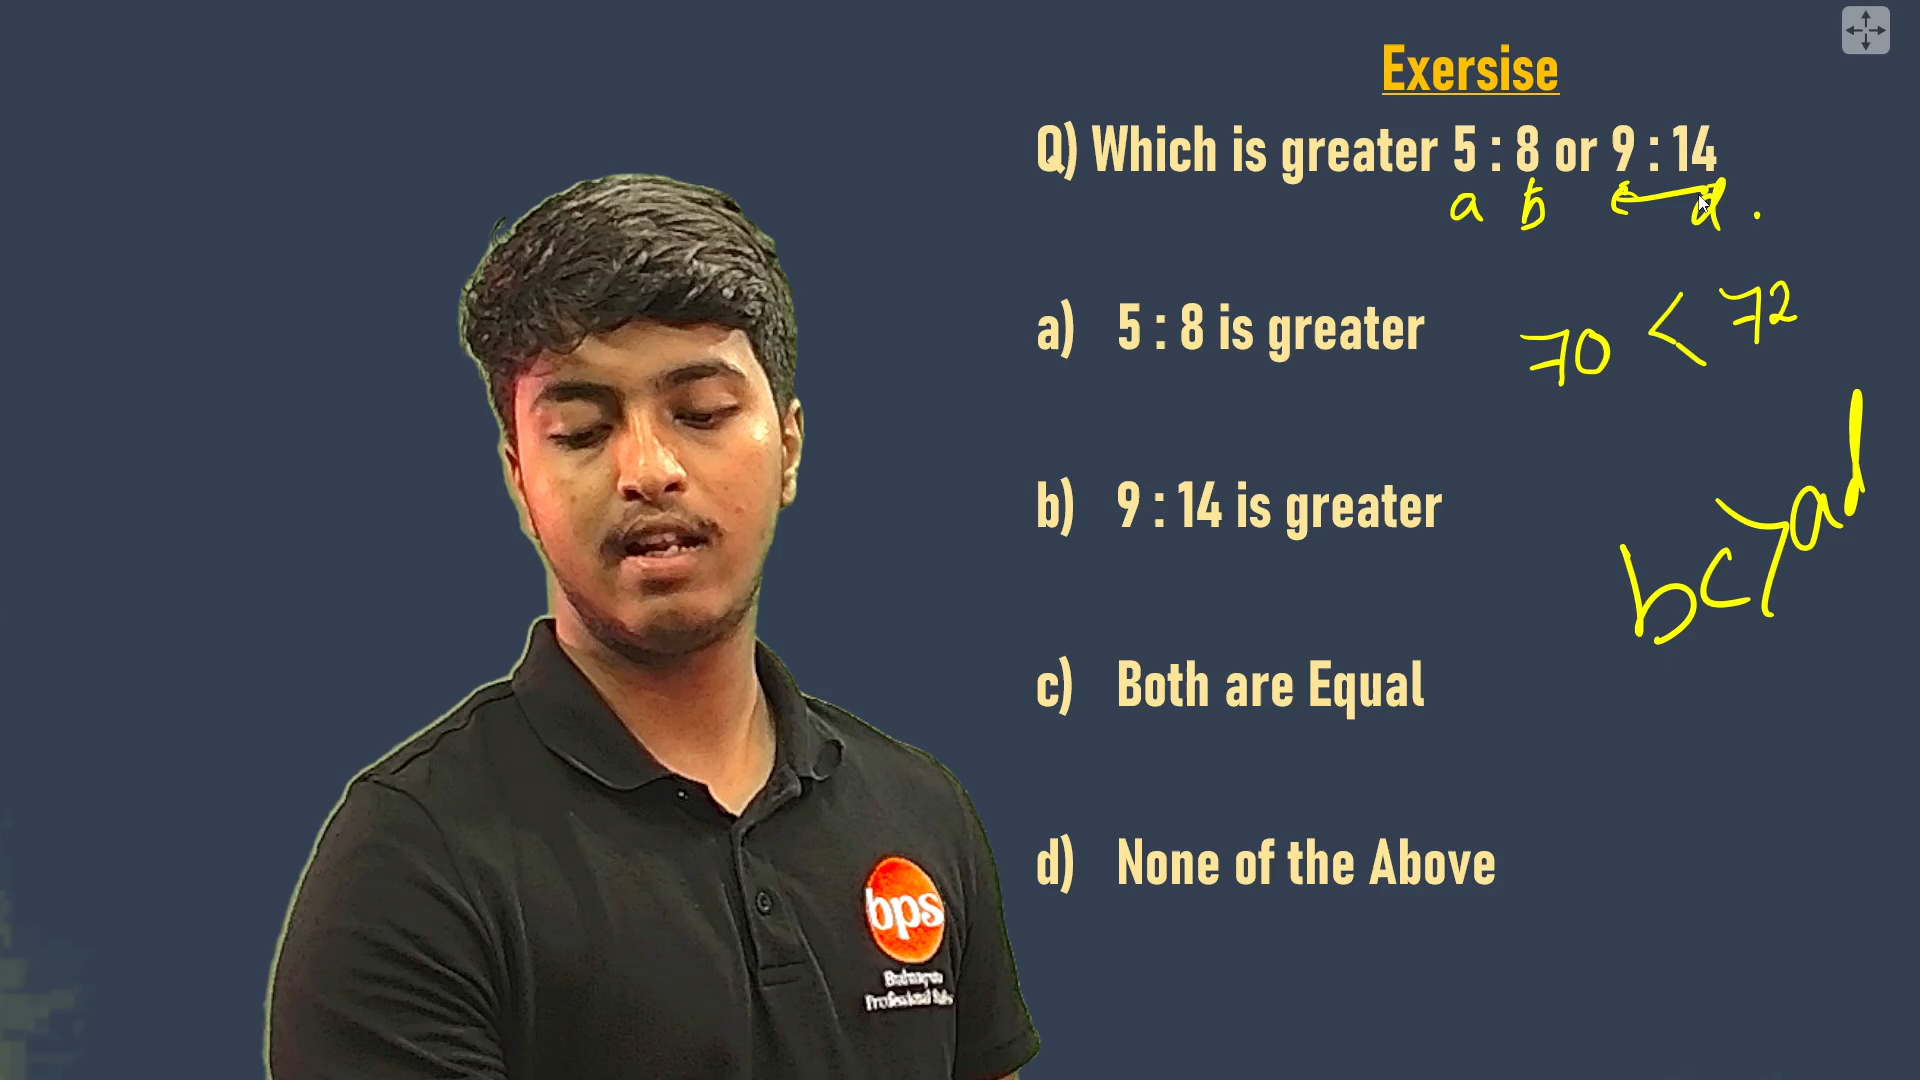 Exersise
Q) Which is greater 5 : 8 or 9 : 14
a b c d .
a) 5 : 8 is greater
70 < 72
b) 9 : 14 is greater
bc > ad
c) Both are Equal
d) None of the Above
bps
Professional